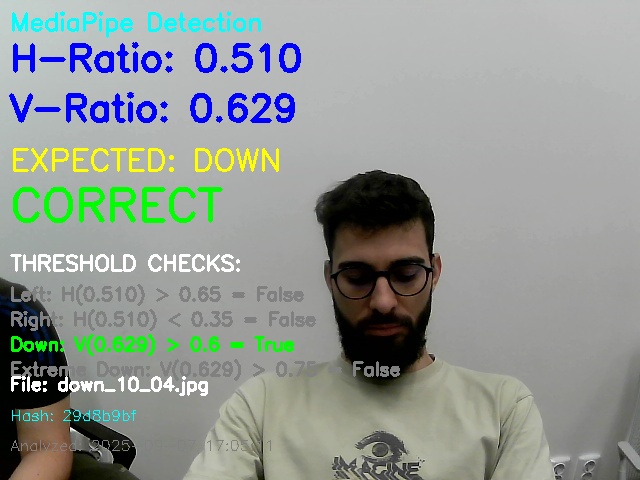 MediaPipe Detection
H-Ratio: 0.510
V-Ratio: 0.629
EXPECTED: DOWN
CORRECT
THRESHOLD CHECKS:
Left: H(0.510) > 0.65 = False
Right: H(0.510) < 0.35 = False
Down: V(0.629) > 0.6 = True
Extreme Down: V(0.629) > 0.75 = False
File: down_10_04.jpg
Hash: 29d8b9bf
Analyzed:
IMAGINE